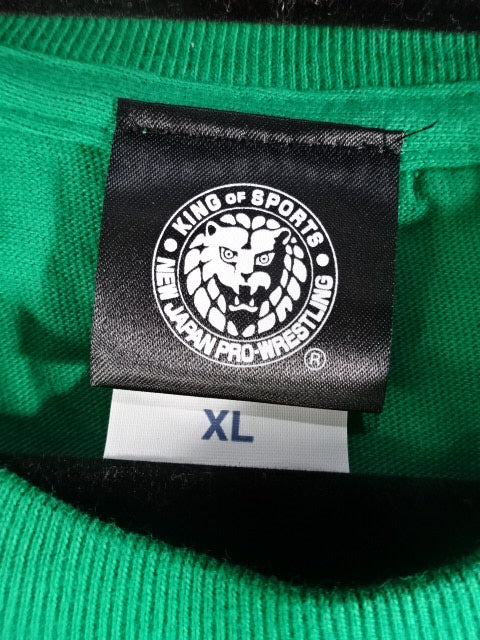 KING OF SPORTS
NEW JAPAN PRO-WRESTLING
®
XL